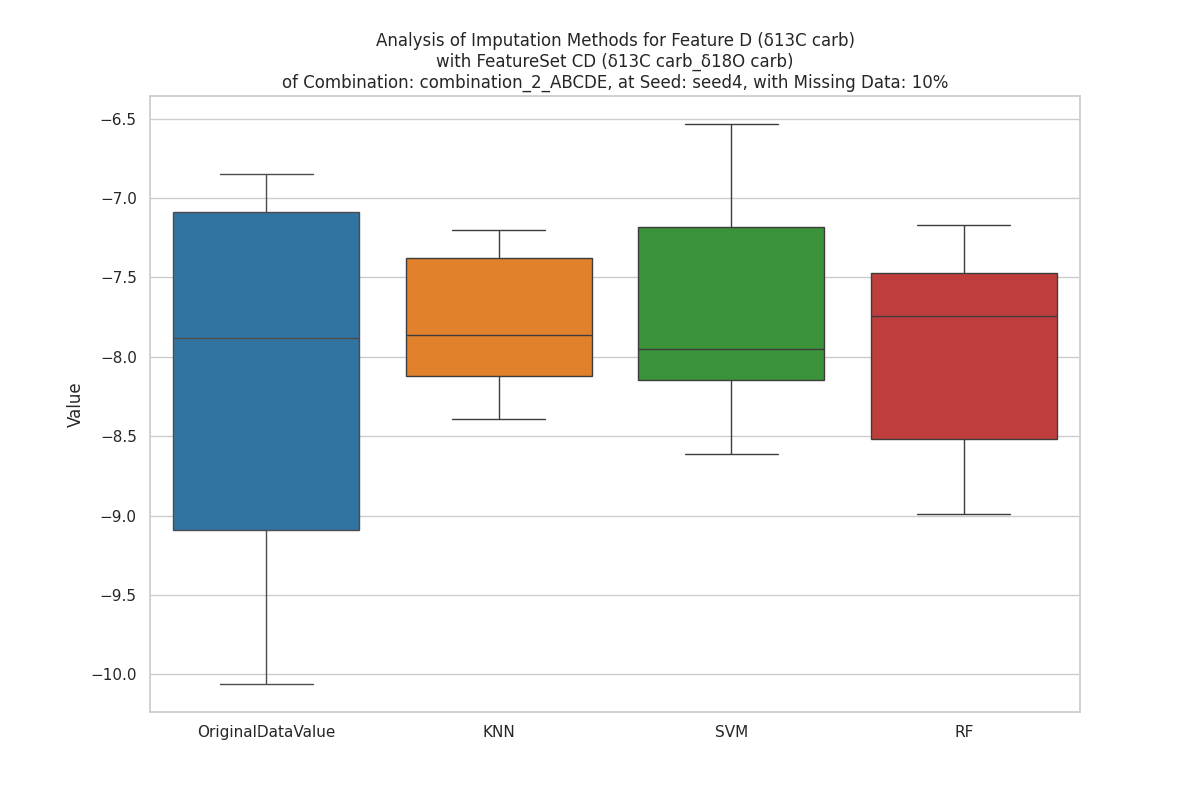 Analysis of Imputation Methods for Feature D (δ13C carb)
with FeatureSet CD (δ13C carb_δ18O carb)
of Combination: combination_2_ABCDE, at Seed: seed4, with Missing Data: 10%
−6.5
−7.0
−7.5
−8.0
−8.5
−9.0
−9.5
−10.0
Value
OriginalDataValue
KNN
SVM
RF